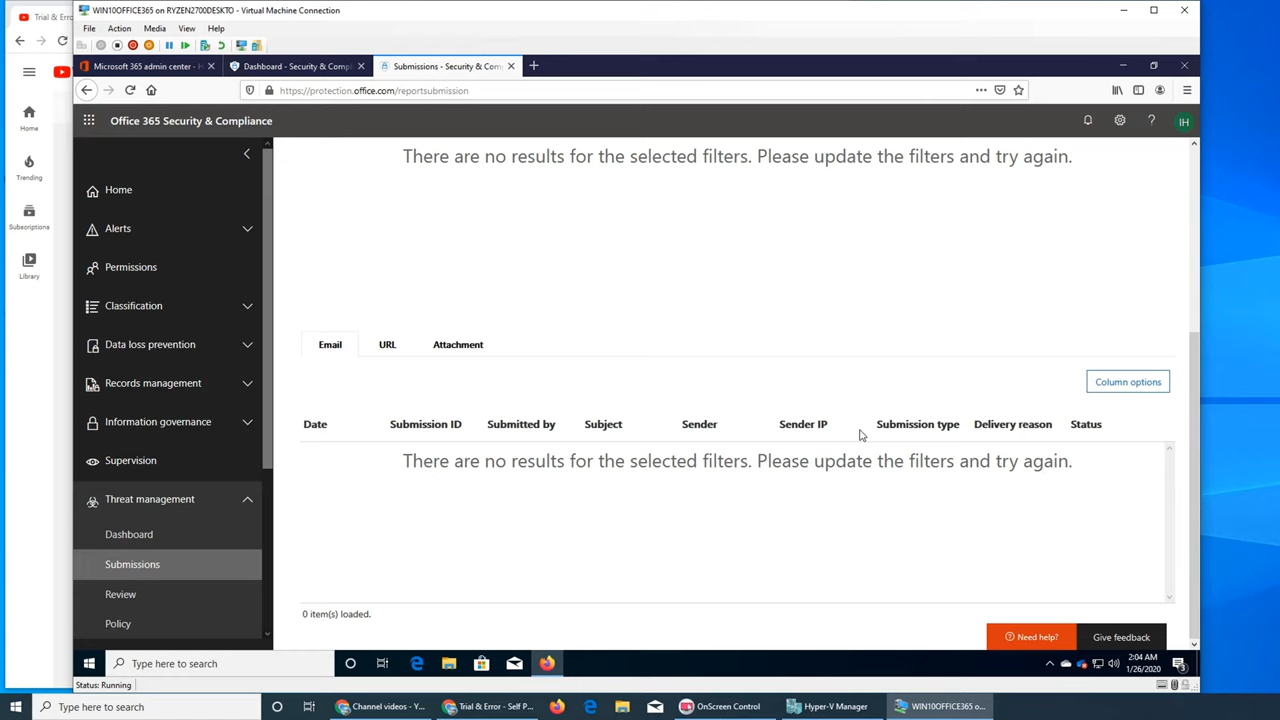 Trial & Erro
WIN10OFFICE365 on RYZEN2700DESKTO - Virtual Machine Connection
File Action Media View Help
Microsoft 365 admin center - H
Dashboard - Security & Compli
Submissions - Security & Com
https://protection.office.com/reportsubmission
Office 365 Security & Compliance
IH
There are no results for the selected filters. Please update the filters and try again.
Home
Trending
Subscriptions
Library
Home
Alerts
Permissions
Classification
Data loss prevention
Records management
Information governance
Supervision
Threat management
Dashboard
Submissions
Review
Policy
Email URL Attachment
Column options
Date Submission ID Submitted by Subject Sender Sender IP Submission type Delivery reason Status
There are no results for the selected filters. Please update the filters and try again.
0 item(s) loaded.
Need help? Give feedback
Type here to search
2:04 AM
1/26/2020
3
Status: Running
Type here to search
Channel videos - Y...
Trial & Error - Self P...
OnScreen Control
Hyper-V Manager
WIN10OFFICE365 o...